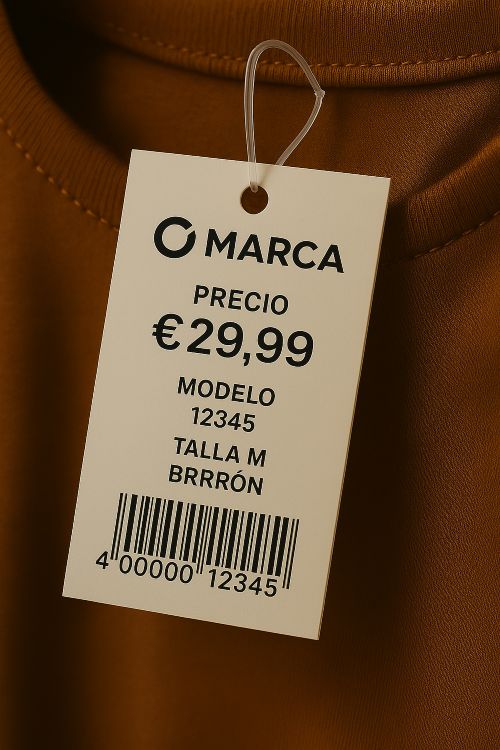 MARCA
PRECIO
€29,99
MODELO
12345
TALLA M
BRRRÓN
4 00000 12345